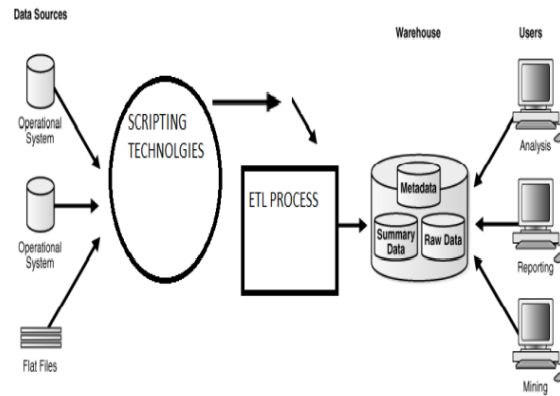 Data Sources
Warehouse
Users
Operational
System
SCRIPTING
TECHNOLGIES
Analysis
Operational
System
ETL PROCESS
Metadata
Summary
Data
Raw Data
Reporting
Flat Files
Mining